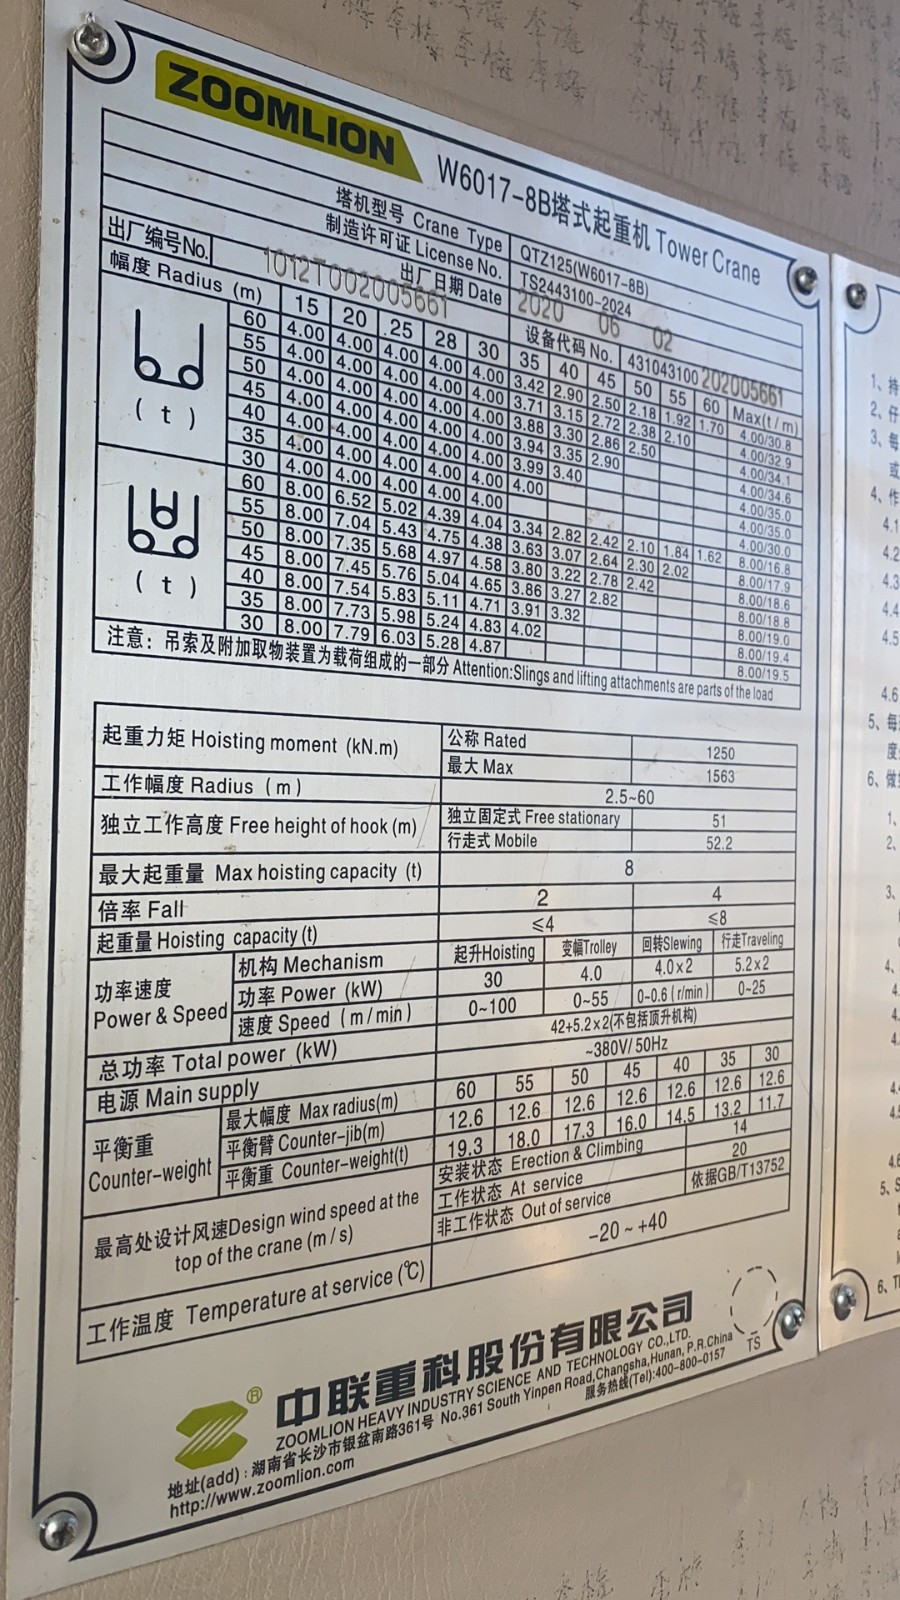 ZOOMLION
W6017-8B塔式起重机 Tower Crane
塔机型号 Crane Type QTZ125(W6017-8B)
制造许可证 License No. TS2443100-2024
出厂编号No. 1012T002005661 出厂日期 Date 2020 06 02
设备代码 No. 431043100202005661
幅度 Radius (m) 15 20 25 28 30 35 40 45 50 55 60 Max(t/m)
(t)
60 4.00 4.00 4.00 4.00 4.00 3.42 2.90 2.50 2.18 1.92 1.70 4.00/30.8
55 4.00 4.00 4.00 4.00 4.00 3.71 3.15 2.72 2.38 2.10 4.00/32.9
50 4.00 4.00 4.00 4.00 4.00 3.88 3.30 2.86 2.50 4.00/34.1
45 4.00 4.00 4.00 4.00 4.00 3.94 3.35 2.90 4.00/34.6
40 4.00 4.00 4.00 4.00 4.00 3.99 3.40 4.00/35.0
35 4.00 4.00 4.00 4.00 4.00 4.00 4.00/35.0
30 4.00 4.00 4.00 4.00 4.00 4.00/30.0
(t)
60 8.00 6.52 5.02 4.39 4.04 3.34 2.82 2.42 2.10 1.84 1.62 8.00/16.8
55 8.00 7.04 5.43 4.75 4.38 3.63 3.07 2.64 2.30 2.02 8.00/17.9
50 8.00 7.35 5.68 4.97 4.58 3.80 3.22 2.78 2.42 8.00/18.6
45 8.00 7.45 5.76 5.04 4.65 3.86 3.27 2.82 8.00/18.8
40 8.00 7.54 5.83 5.11 4.71 3.91 3.32 8.00/19.0
35 8.00 7.73 5.98 5.24 4.83 4.02 8.00/19.4
30 8.00 7.79 6.03 5.28 4.87 8.00/19.5
注意: 吊索及附加取物装置为载荷组成的一部分 Attention:Slings and lifting attachments are parts of the load
起重力矩 Hoisting moment (kN.m) 公称 Rated 1250
最大 Max 1563
工作幅度 Radius (m) 2.5~60
独立工作高度 Free height of hook (m) 独立固定式 Free stationary 51
行走式 Mobile 52.2
最大起重量 Max hoisting capacity (t) 8
倍率 Fall 2 4
起重量 Hoisting capacity (t) ≤4 ≤8
功率速度 Power & Speed
机构 Mechanism 起升Hoisting 变幅Trolley 回转Slewing 行走Traveling
功率 Power (kW) 30 4.0 4.0×2 5.2×2
速度 Speed (m/min) 0~100 0~55 0~0.6 (r/min) 0~25
总功率 Total power (kW) 42+5.2×2(不包括顶升机构)
电源 Main supply ~380V/ 50Hz
平衡重 Counter-weight
最大幅度 Max radius(m) 60 55 50 45 40 35 30
平衡臂 Counter-jib(m) 12.6 12.6 12.6 12.6 12.6 12.6 12.6
平衡重 Counter-weight(t) 19.3 18.0 17.3 16.0 14.5 13.2 11.7
最高处设计风速Design wind speed at the top of the crane (m/s)
安装状态 Erection & Climbing 14
工作状态 At service 20
非工作状态 Out of service 依据GB/T13752
工作温度 Temperature at service (℃) -20 ~ +40
TS
®
中联重科股份有限公司
ZOOMLION HEAVY INDUSTRY SCIENCE AND TECHNOLOGY CO.,LTD.
地址(add) : 湖南省长沙市银盆南路361号 No.361 South Yinpen Road,Changsha,Hunan, P.R.China
http://www.zoomlion.com 服务热线(Tel):400-800-0157
1、持
2、仔
3、每
或
4、作
4.1
4.2
4.3
4.4
4.5
4.6
5、每
度
6、做
1、
2、
3、
4、
4.6
5、S
6、Th